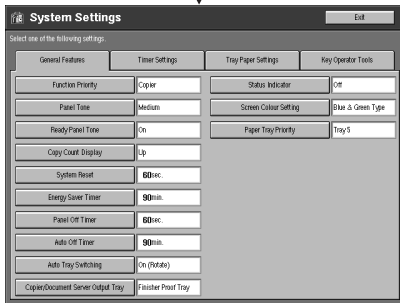 System Settings
Exit
Select one of the following settings.
General Features
Timer Settings
Tray Paper Settings
Key Operator Tools
Function Priority
Copier
Status Indicator
Off
Panel Tone
Medium
Screen Colour Setting
Blue & Green Type
Ready Panel Tone
On
Paper Tray Priority
Tray 5
Copy Count Display
Up
System Reset
60sec.
Energy Saver Timer
90min.
Panel Off Timer
60sec.
Auto Off Timer
90min.
Auto Tray Switching
On (Rotate)
Copier/Document Server Output Tray
Finisher Proof Tray